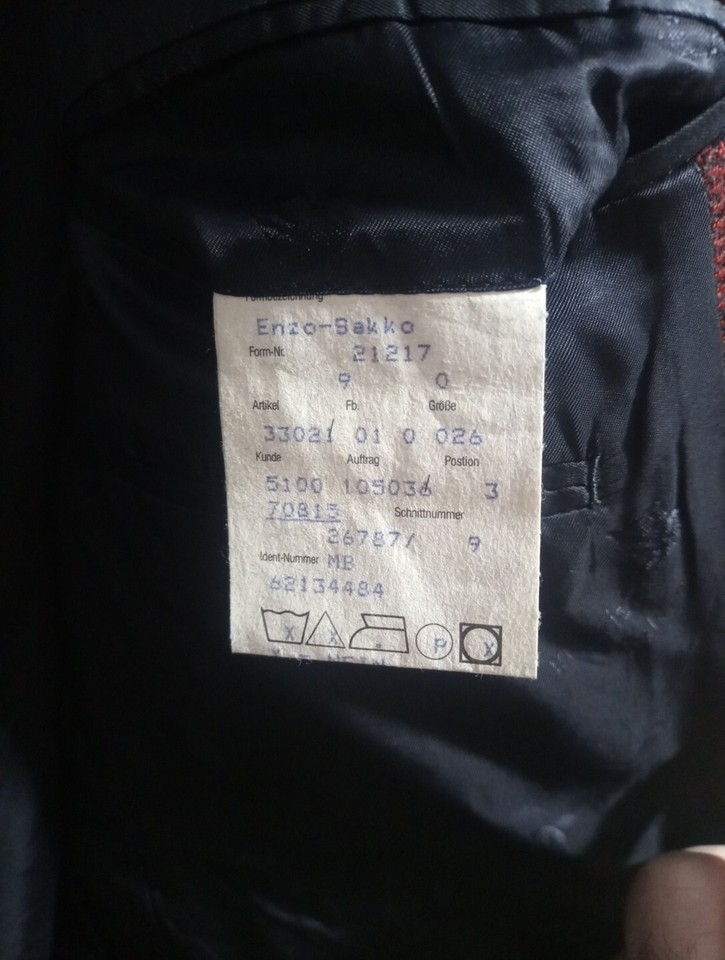 Formbezeichnung
Enzo-Sakko
Form-Nr. 21217
9 0
Artikel Fb. Größe
33021 01 0 026
Kunde Auftrag Postion
5100 105036 3
70815 Schnittnummer
26787/ 9
Ident-Nummer MB
62134484
X X . P X